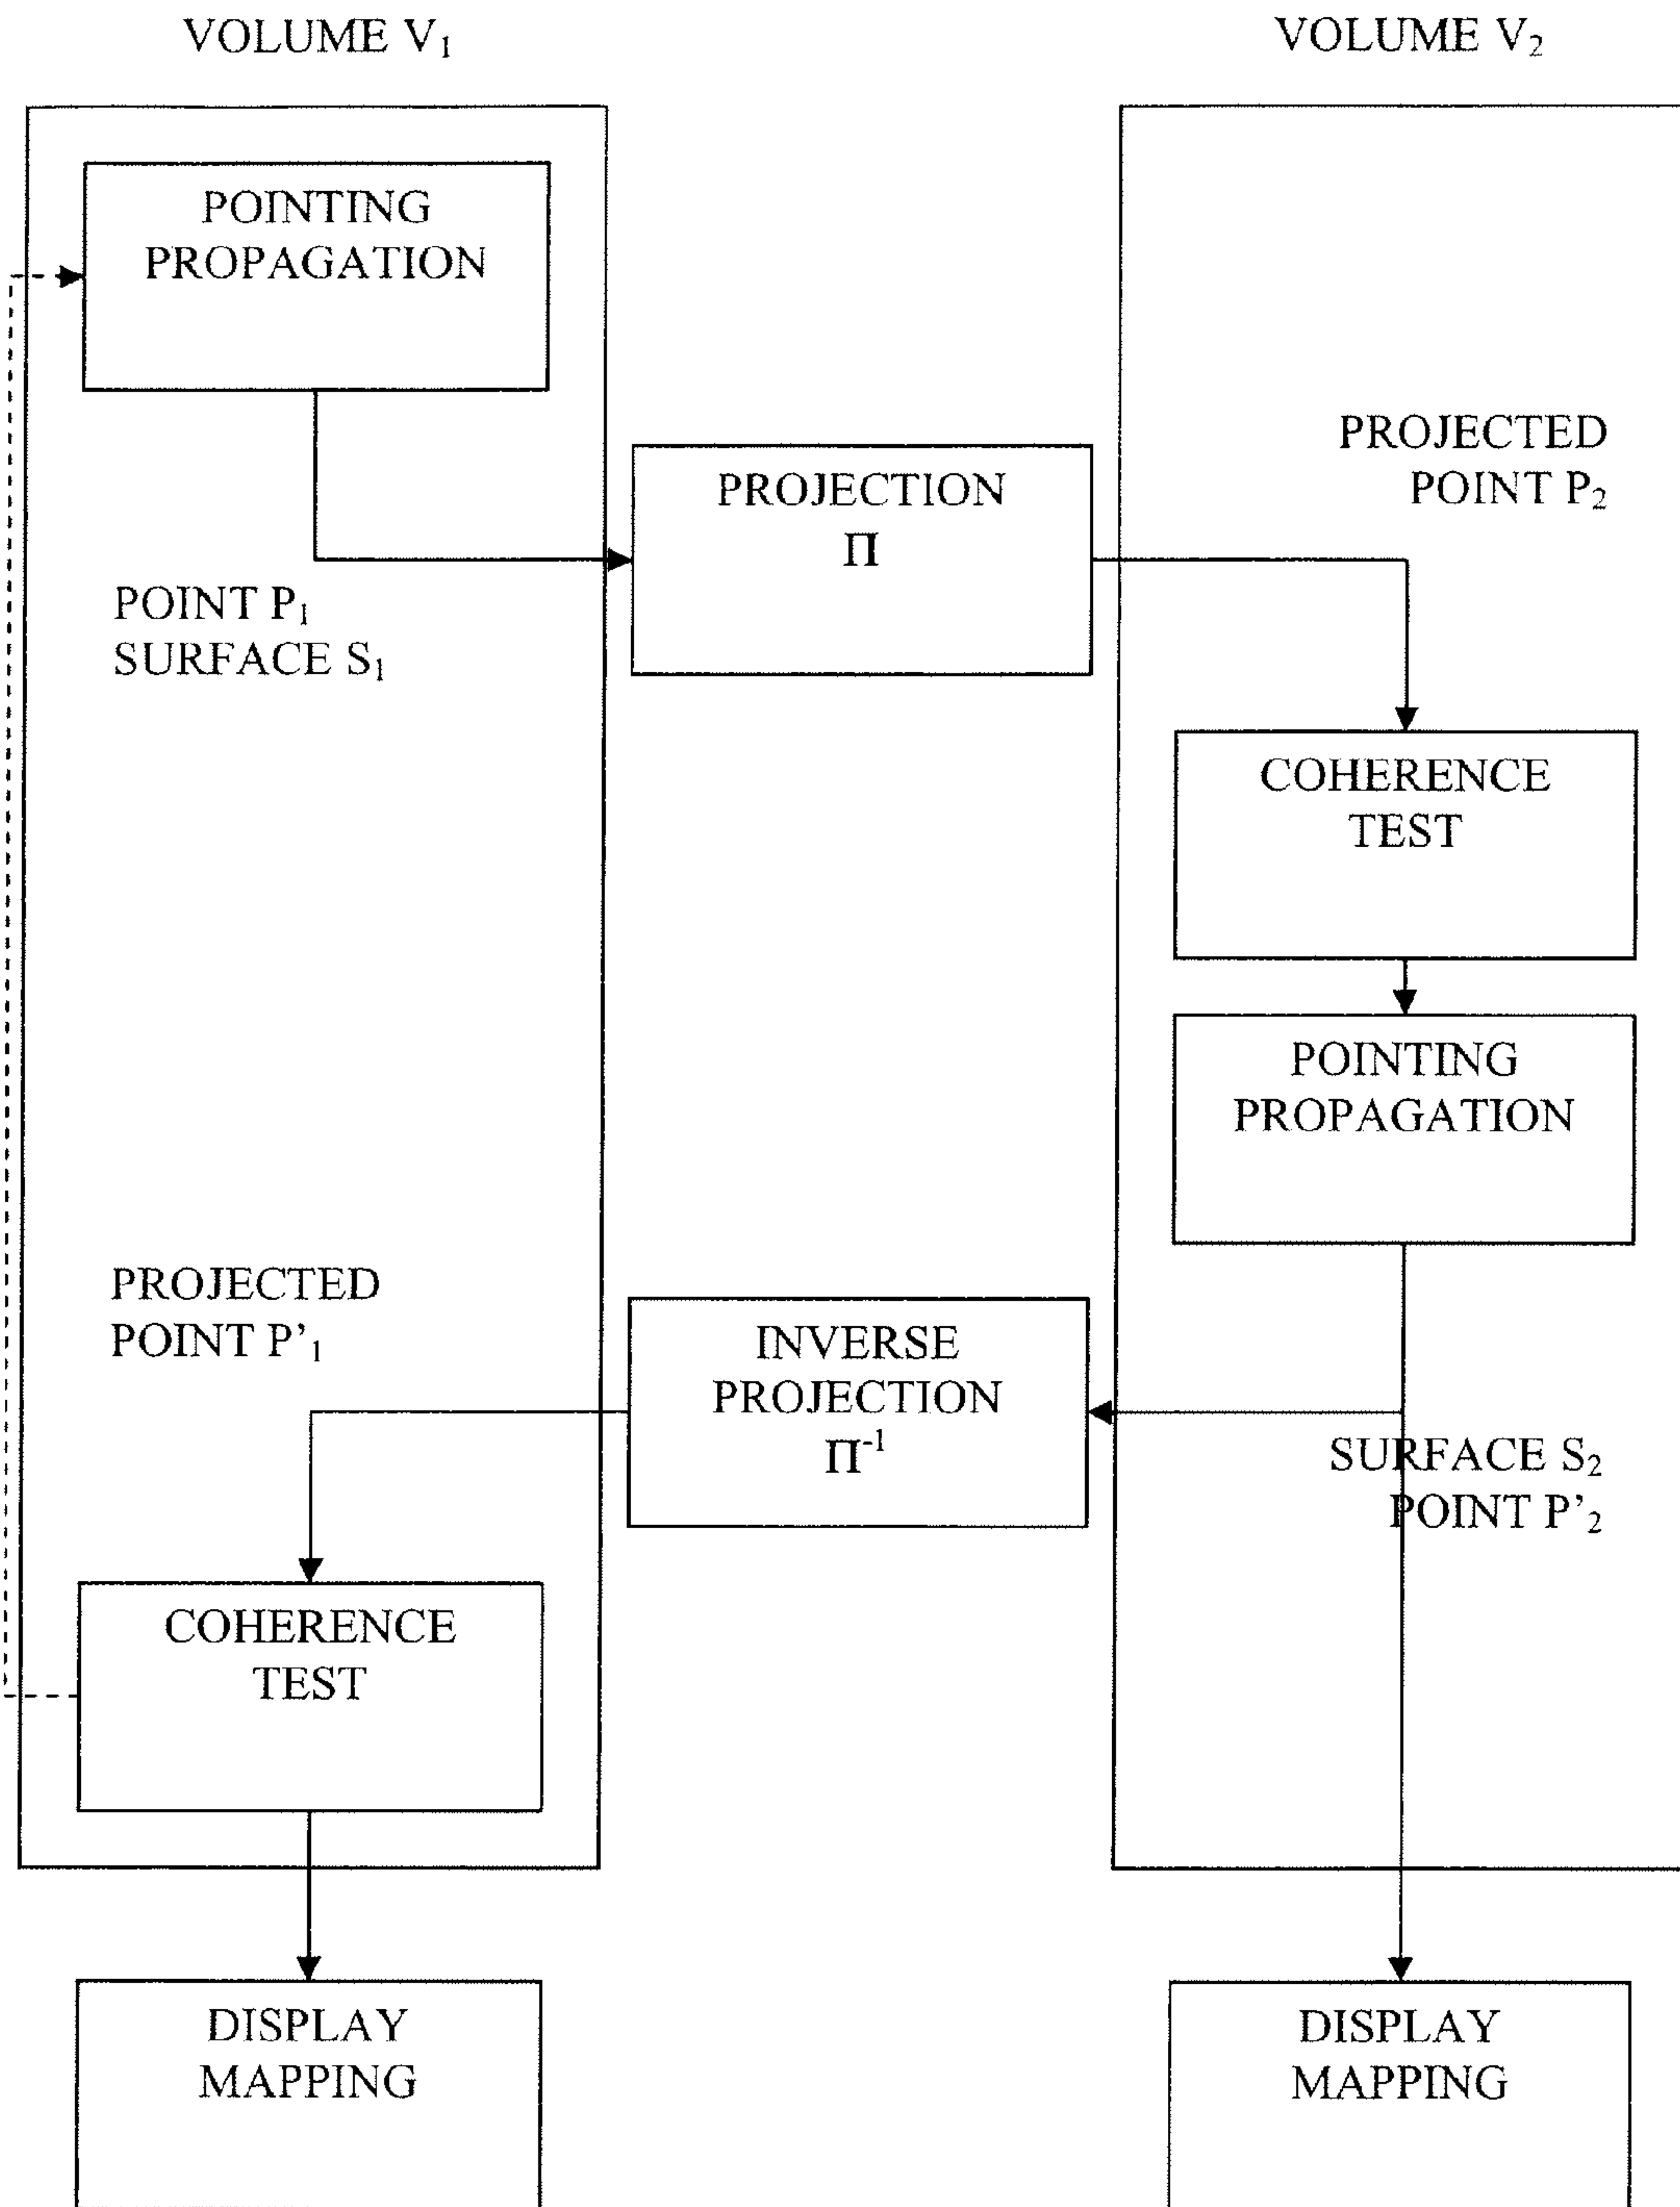 VOLUME V₁
VOLUME V₂
POINTING
PROPAGATION
PROJECTED
POINT P₂
PROJECTION
Π
POINT P₁
SURFACE S₁
COHERENCE
TEST
POINTING
PROPAGATION
PROJECTED
POINT P'₁
INVERSE
PROJECTION
Π⁻¹
SURFACE S₂
POINT P'₂
COHERENCE
TEST
DISPLAY
MAPPING
DISPLAY
MAPPING